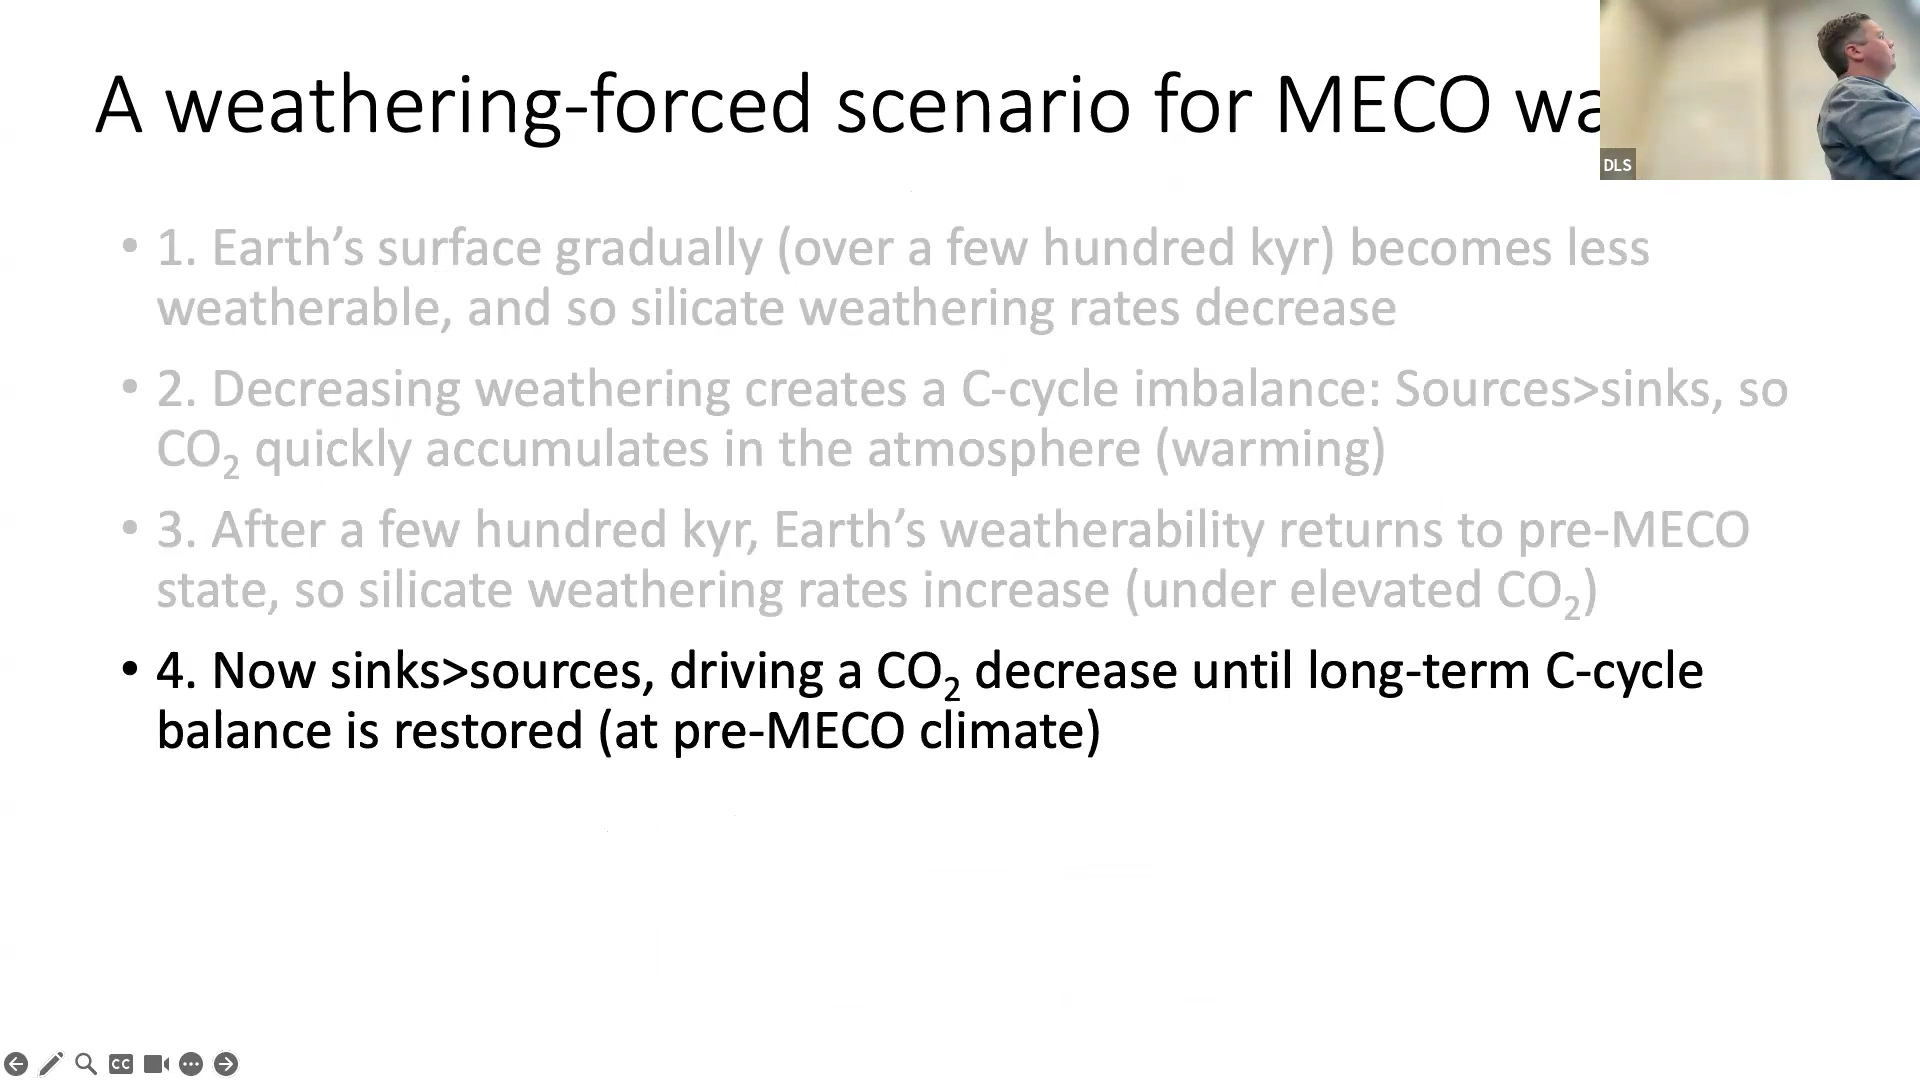 A weathering-forced scenario for MECO wa
DLS
• 1. Earth’s surface gradually (over a few hundred kyr) becomes less
weatherable, and so silicate weathering rates decrease
• 2. Decreasing weathering creates a C-cycle imbalance: Sources>sinks, so
CO₂ quickly accumulates in the atmosphere (warming)
• 3. After a few hundred kyr, Earth’s weatherability returns to pre-MECO
state, so silicate weathering rates increase (under elevated CO₂)
• 4. Now sinks>sources, driving a CO₂ decrease until long-term C-cycle
balance is restored (at pre-MECO climate)
CC